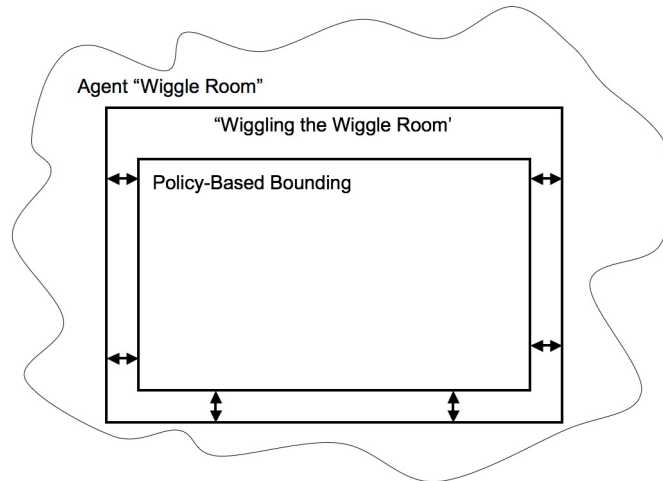 Agent “Wiggle Room”
“Wiggling the Wiggle Room’
Policy-Based Bounding